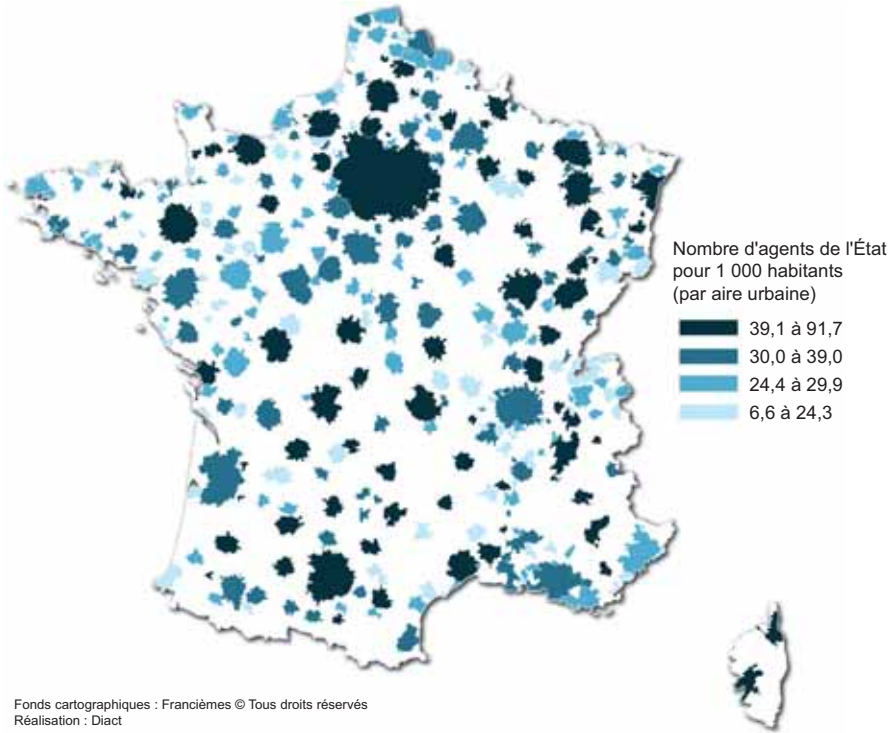 Nombre d'agents de l'État
pour 1 000 habitants
(par aire urbaine)
39,1 à 91,7
30,0 à 39,0
24,4 à 29,9
6,6 à 24,3
Fonds cartographiques : Francièmes © Tous droits réservés
Réalisation : Diact